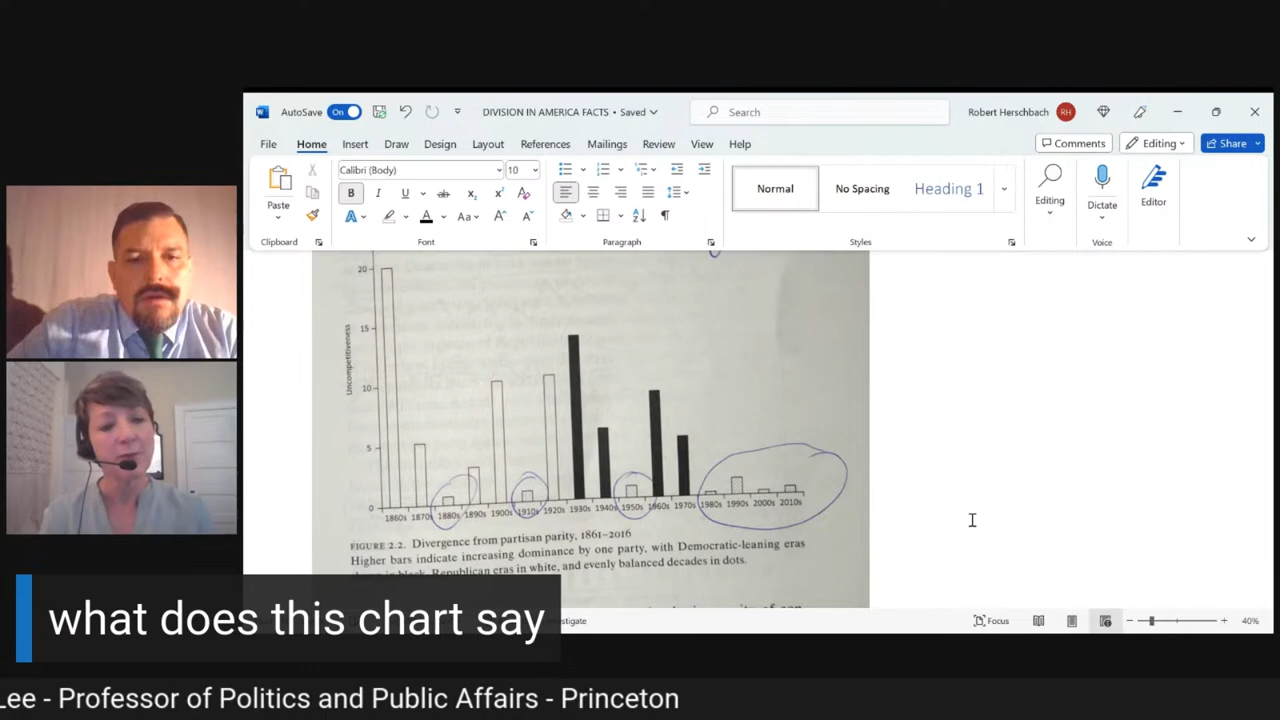 AutoSave On DIVISION IN AMERICA FACTS • Saved Search Robert Herschbach RH
File Home Insert Draw Design Layout References Mailings Review View Help Comments Editing Share
Calibri (Body) 10
Normal No Spacing Heading 1
Paste Editing Dictate Editor
Clipboard Font Paragraph Styles Voice
Uncompetitiveness
20
15
10
5
0
1860s 1870s 1880s 1890s 1900s 1910s 1920s 1930s 1940s 1950s 1960s 1970s 1980s 1990s 2000s 2010s
FIGURE 2.2. Divergence from partisan parity, 1861–2016
Higher bars indicate increasing dominance by one party, with Democratic-leaning eras
Republican eras in white, and evenly balanced decades in dots.
Focus 40%
what does this chart say
Lee - Professor of Politics and Public Affairs - Princeton